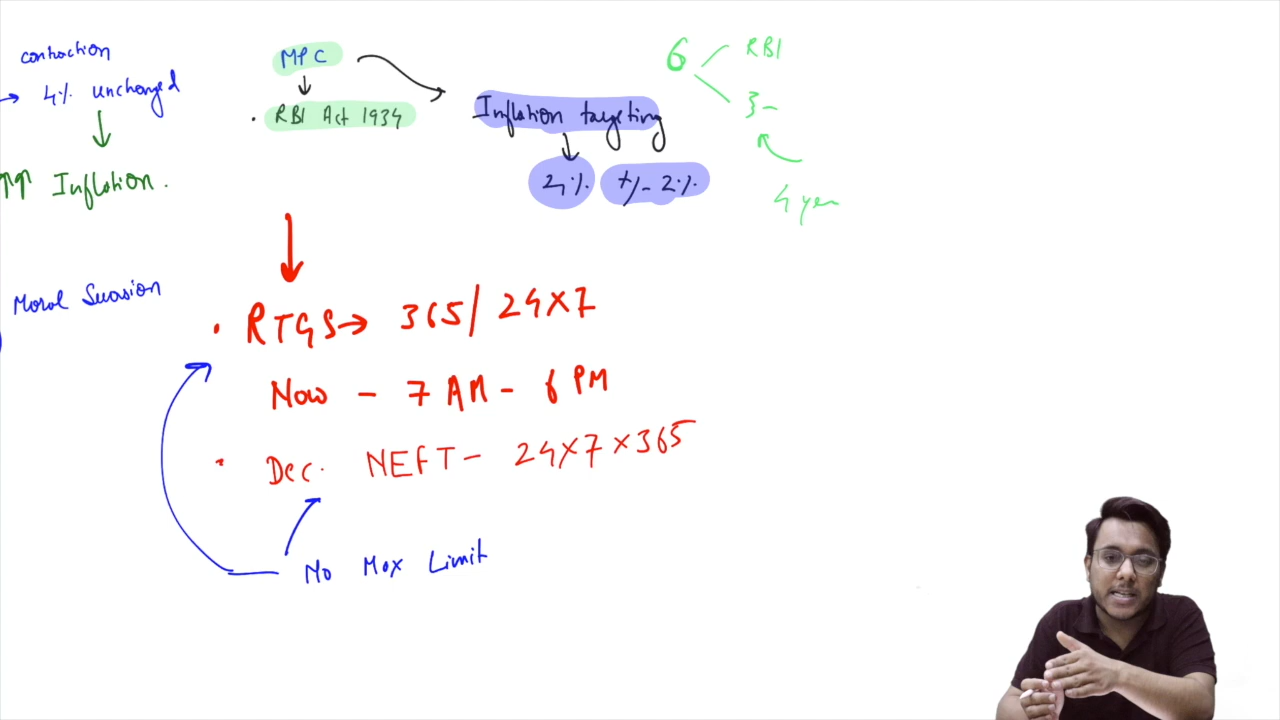 contraction
→ 4% unchanged
↑↑ Inflation.
Moral Suasion
MPC
. RBI Act 1934
Inflation targeting
4% +/- 2%
6
RBI
3 -
4 year
• RTGS → 365/24x7
Now - 7 AM - 6 PM
• Dec. NEFT - 24x7x365
No Max Limit